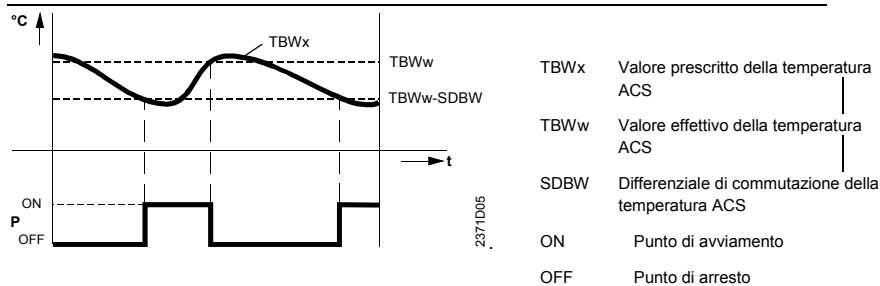 °C
TBWx
TBWw
TBWw-SDBW
t
ON
P
OFF
2371D05
.
TBWx Valore prescritto della temperatura
ACS
TBWw Valore effettivo della temperatura
ACS
SDBW Differenziale di commutazione della
temperatura ACS
ON Punto di avviamento
OFF Punto di arresto